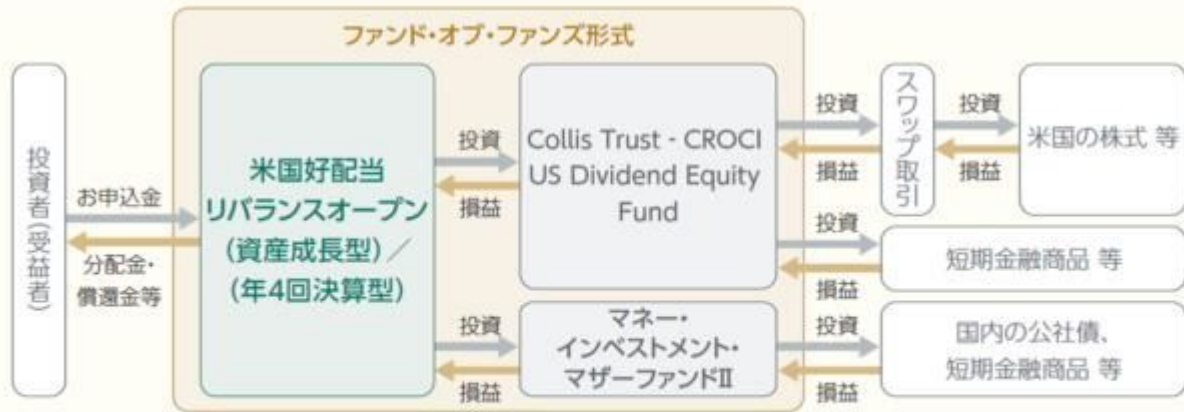 ファンド・オブ・ファンズ形式
投資者(受益者)
お申込金
分配金・
償還金等
米国好配当
リバランスオープン
(資産成長型)／
(年4回決算型)
投資
損益
Collis Trust - CROCI
US Dividend Equity
Fund
投資
損益
スワップ取引
投資
損益
米国の株式 等
投資
損益
短期金融商品 等
投資
損益
マネー・
インベストメント・
マザーファンドⅡ
投資
損益
国内の公社債、
短期金融商品 等